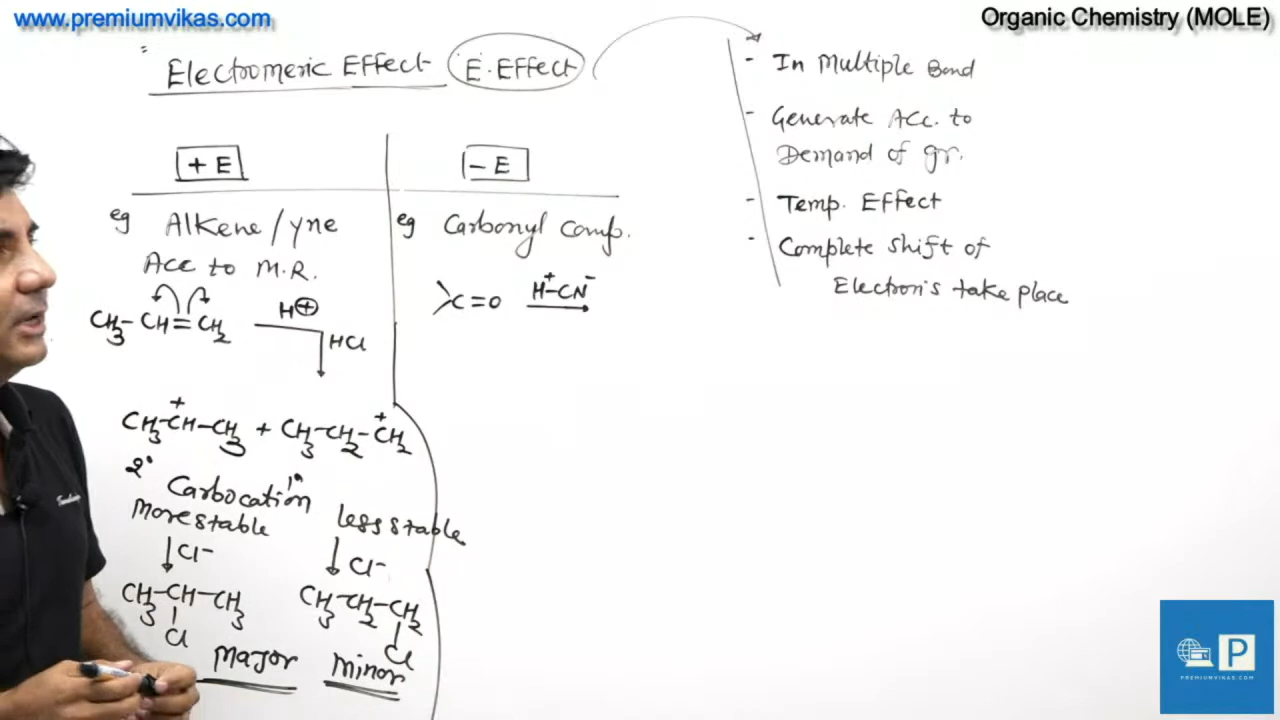 www.premiumvikas.com
Organic Chemistry (MOLE)
Electromeric Effect E.Effect
+ E
eg Alkene/yne
Acc to M.R.
CH3-CH=CH2 H⊕
HCl
CH3-C+H-CH3 + CH3-CH2-C+H2
2° Carbocation 1°
More stable less stable
Cl- Cl-
CH3-CH-CH3 CH3-CH2-CH2
Cl Cl
Major Minor
- E
eg Carbonyl Comp.
>C=O H+-CN-
- In Multiple Bond
- Generate Acc. to
Demand of gr.
- Temp. Effect
- Complete shift of
Electron's take place
P
PREMIUMVIKAS.COM